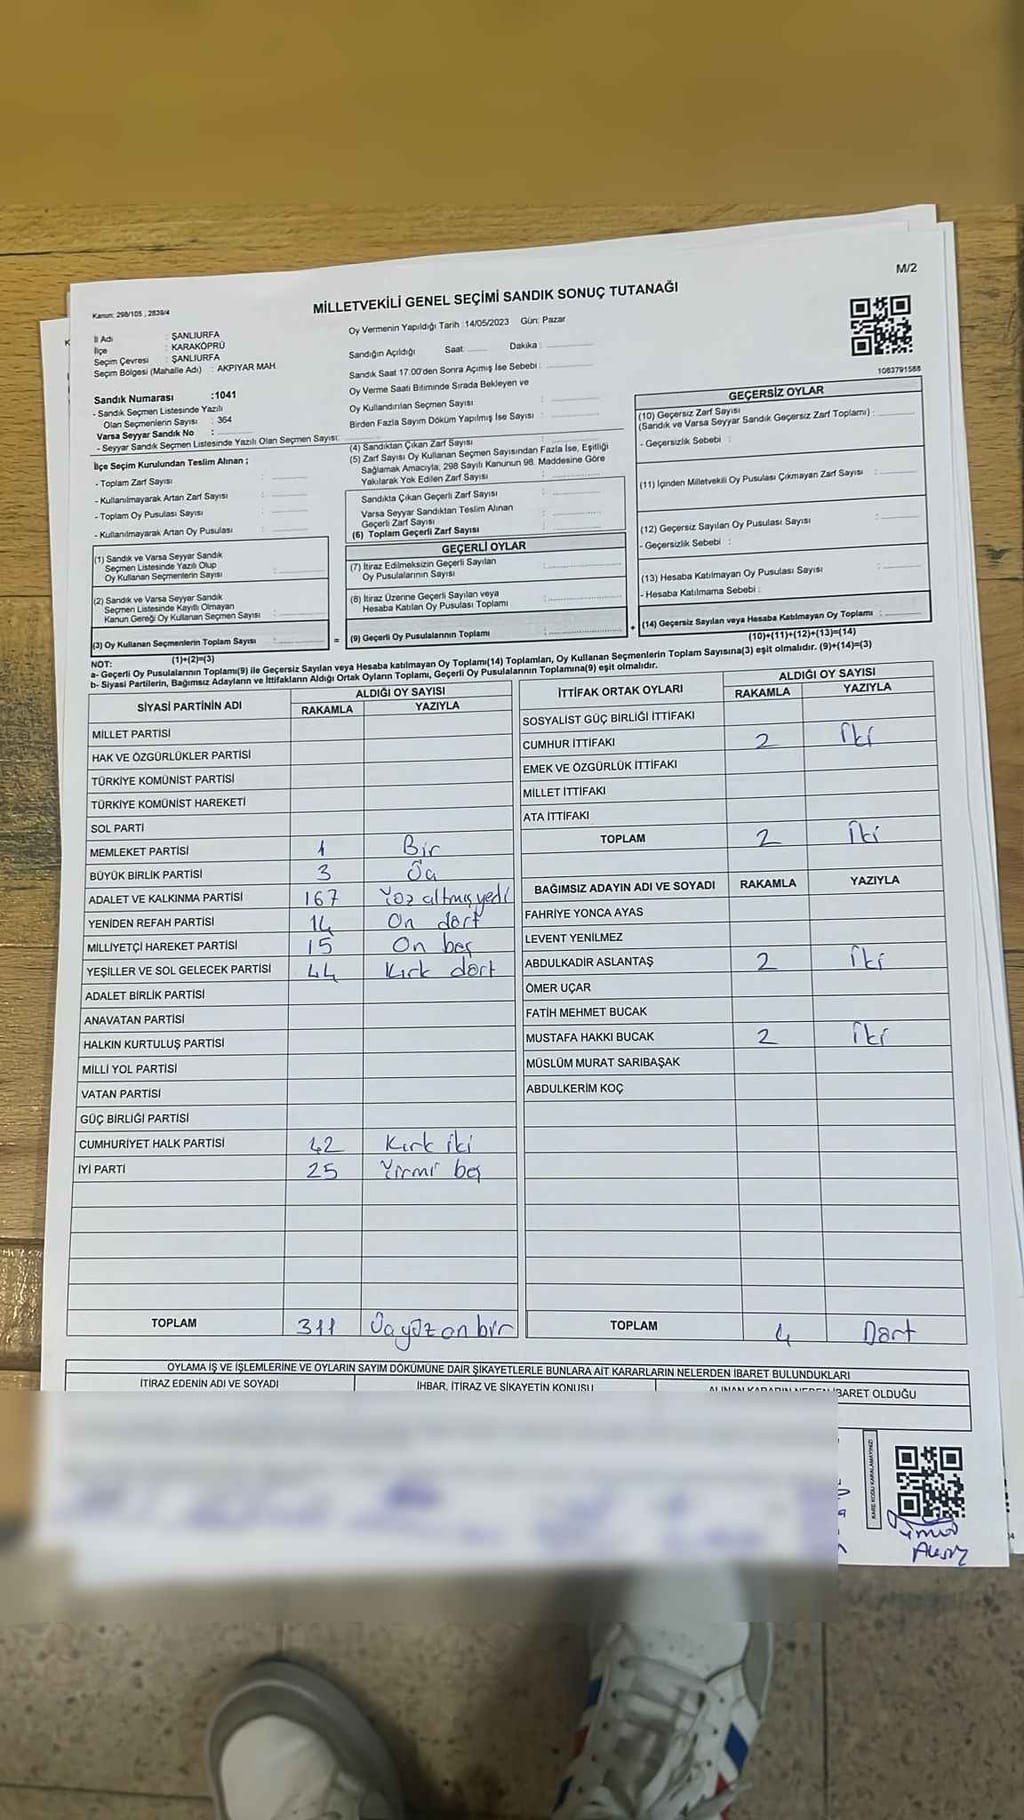 M/2
Kanun: 298/105 , 2839/4
MİLLETVEKİLİ GENEL SEÇİMİ SANDIK SONUÇ TUTANAĞI
1063791568
İl Adı : ŞANLIURFA
İlçe : KARAKÖPRÜ
Seçim Çevresi : ŞANLIURFA
Seçim Bölgesi (Mahalle Adı) : AKPIYAR MAH
Sandık Numarası :1041
- Sandık Seçmen Listesinde Yazılı
Olan Seçmenlerin Sayısı : 364
Varsa Seyyar Sandık No :
- Seyyar Sandık Seçmen Listesinde Yazılı Olan Seçmen Sayısı:
İlçe Seçim Kurulundan Teslim Alınan ;
- Toplam Zarf Sayısı :
- Kullanılmayarak Artan Zarf Sayısı :
- Toplam Oy Pusulası Sayısı :
- Kullanılmayarak Artan Oy Pusulası :
(1) Sandık ve Varsa Seyyar Sandık
Seçmen Listesinde Yazılı Olup
Oy Kullanan Seçmenlerin Sayısı :
(2) Sandık ve Varsa Seyyar Sandık
Seçmen Listesinde Kayıtlı Olmayan
Kanun Gereği Oy Kullanan Seçmen Sayısı :
(3) Oy Kullanan Seçmenlerin Toplam Sayısı :
(1)+(2)=(3)
Oy Vermenin Yapıldığı Tarih :14/05/2023 Gün: Pazar
Sandığın Açıldığı Saat: Dakika :
Sandık Saat 17.00'den Sonra Açımış İse Sebebi :
Oy Verme Saati Bitiminde Sırada Bekleyen ve
Oy Kullandırılan Seçmen Sayısı :
Birden Fazla Sayım Döküm Yapılmış İse Sayısı :
(4) Sandıktan Çıkan Zarf Sayısı :
(5) Zarf Sayısı Oy Kullanan Seçmen Sayısından Fazla İse, Eşitliği
Sağlamak Amacıyla, 298 Sayılı Kanunun 98. Maddesine Göre
Yakılarak Yok Edilen Zarf Sayısı :
Sandıkta Çıkan Geçerli Zarf Sayısı :
Varsa Seyyar Sandıktan Teslim Alınan
Geçerli Zarf Sayısı :
(6) Toplam Geçerli Zarf Sayısı :
GEÇERLİ OYLAR
(7) İtiraz Edilmeksizin Geçerli Sayılan
Oy Pusulalarının Sayısı :
(8) İtiraz Üzerine Geçerli Sayılan veya
Hesaba Katılan Oy Pusulası Toplamı :
= (9) Geçerli Oy Pusulalarının Toplamı :
GEÇERSİZ OYLAR
(10) Geçersiz Zarf Sayısı
(Sandık ve Varsa Seyyar Sandık Geçersiz Zarf Toplamı) :
- Geçersizlik Sebebi :
(11) İçinden Milletvekili Oy Pusulası Çıkmayan Zarf Sayısı :
(12) Geçersiz Sayılan Oy Pusulası Sayısı :
- Geçersizlik Sebebi :
(13) Hesaba Katılmayan Oy Pusulası Sayısı :
- Hesaba Katılmama Sebebi :
+ (14) Geçersiz Sayılan veya Hesaba Katılmayan Oy Toplamı :
(10)+(11)+(12)+(13)=(14)
NOT:
a- Geçerli Oy Pusulalarının Toplamı(9) ile Geçersiz Sayılan veya Hesaba katılmayan Oy Toplamı(14) Toplamları, Oy Kullanan Seçmenlerin Toplam Sayısına(3) eşit olmalıdır. (9)+(14)=(3)
b- Siyasi Partilerin, Bağımsız Adayların ve İttifakların Aldığı Ortak Oyların Toplamı, Geçerli Oy Pusulalarının Toplamına(9) eşit olmalıdır.
SİYASİ PARTİNİN ADI ALDIĞI OY SAYISI
RAKAMLA YAZIYLA
MİLLET PARTİSİ
HAK VE ÖZGÜRLÜKLER PARTİSİ
TÜRKİYE KOMÜNİST PARTİSİ
TÜRKİYE KOMÜNİST HAREKETİ
SOL PARTİ
MEMLEKET PARTİSİ 1 Bir
BÜYÜK BİRLİK PARTİSİ 3 Üç
ADALET VE KALKINMA PARTİSİ 167 Yüz altmış yedi
YENİDEN REFAH PARTİSİ 14 On dört
MİLLİYETÇİ HAREKET PARTİSİ 15 On beş
YEŞİLLER VE SOL GELECEK PARTİSİ 44 Kırk dört
ADALET BİRLİK PARTİSİ
ANAVATAN PARTİSİ
HALKIN KURTULUŞ PARTİSİ
MİLLİ YOL PARTİSİ
VATAN PARTİSİ
GÜÇ BİRLİĞİ PARTİSİ
CUMHURİYET HALK PARTİSİ 42 Kırk iki
İYİ PARTİ 25 Yirmi beş
TOPLAM 311 Üç yüz on bir
İTTİFAK ORTAK OYLARI ALDIĞI OY SAYISI
RAKAMLA YAZIYLA
SOSYALİST GÜÇ BİRLİĞİ İTTİFAKI
CUMHUR İTTİFAKI 2 İki
EMEK VE ÖZGÜRLÜK İTTİFAKI
MİLLET İTTİFAKI
ATA İTTİFAKI
TOPLAM 2 İki
BAĞIMSIZ ADAYIN ADI VE SOYADI RAKAMLA YAZIYLA
FAHRİYE YONCA AYAS
LEVENT YENİLMEZ
ABDULKADİR ASLANTAŞ 2 İki
ÖMER UÇAR
FATİH MEHMET BUCAK
MUSTAFA HAKKI BUCAK 2 İki
MÜSLÜM MURAT SARIBAŞAK
ABDULKERİM KOÇ
TOPLAM 4 Dört
OYLAMA İŞ VE İŞLEMLERİNE VE OYLARIN SAYIM DÖKÜMÜNE DAİR ŞİKAYETLERLE BUNLARA AİT KARARLARIN NELERDEN İBARET BULUNDUKLARI
İTİRAZ EDENİN ADI VE SOYADI İHBAR, İTİRAZ VE ŞİKAYETİN KONUSU ALINAN KARARIN NEDEN İBARET OLDUĞU
KARE KODU KARALAMAYINIZ!